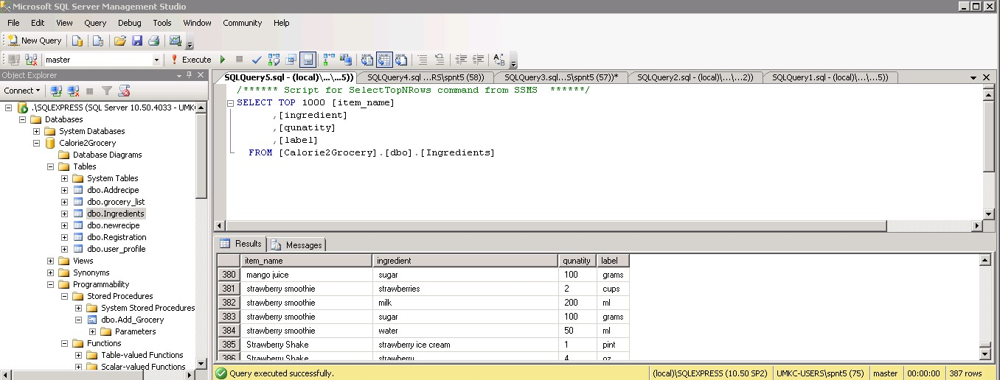 Microsoft SQL Server Management Studio
File Edit View Query Debug Tools Window Community Help
New Query
master Execute
Object Explorer
Connect
.\SQLEXPRESS (SQL Server 10.50.4033 - UMK
Databases
System Databases
Calorie2Grocery
Database Diagrams
Tables
System Tables
dbo.Addrecipe
dbo.grocery_list
dbo.Ingredients
dbo.newrecipe
dbo.Registration
dbo.user_profile
Views
Synonyms
Programmability
Stored Procedures
System Stored Procedures
dbo.Add_Grocery
Parameters
Functions
Table-valued Functions
Scalar-valued Functions
SQLQuery5.sql - (local)\...\...5)) SQLQuery4.sql ...RS\spnt5 (58)) SQLQuery3.sql...S\spnt5 (57))* SQLQuery2.sql - (local)\...\...2)) SQLQuery1.sql - (local)\...\...5))
/****** Script for SelectTopNRows command from SSMS ******/
SELECT TOP 1000 [item_name]
,[ingredient]
,[qunatity]
,[label]
FROM [Calorie2Grocery].[dbo].[Ingredients]
Results Messages
item_name ingredient qunatity label
380 mango juice sugar 100 grams
381 strawberry smoothie strawberries 2 cups
382 strawberry smoothie milk 200 ml
383 strawberry smoothie sugar 100 grams
384 strawberry smoothie water 50 ml
385 Strawberry Shake strawberry ice cream 1 pint
386 Strawberry Shake strawberry 4 oz
Query executed successfully. (local)\SQLEXPRESS (10.50 SP2) UMKC-USERS\spnt5 (75) master 00:00:00 387 rows